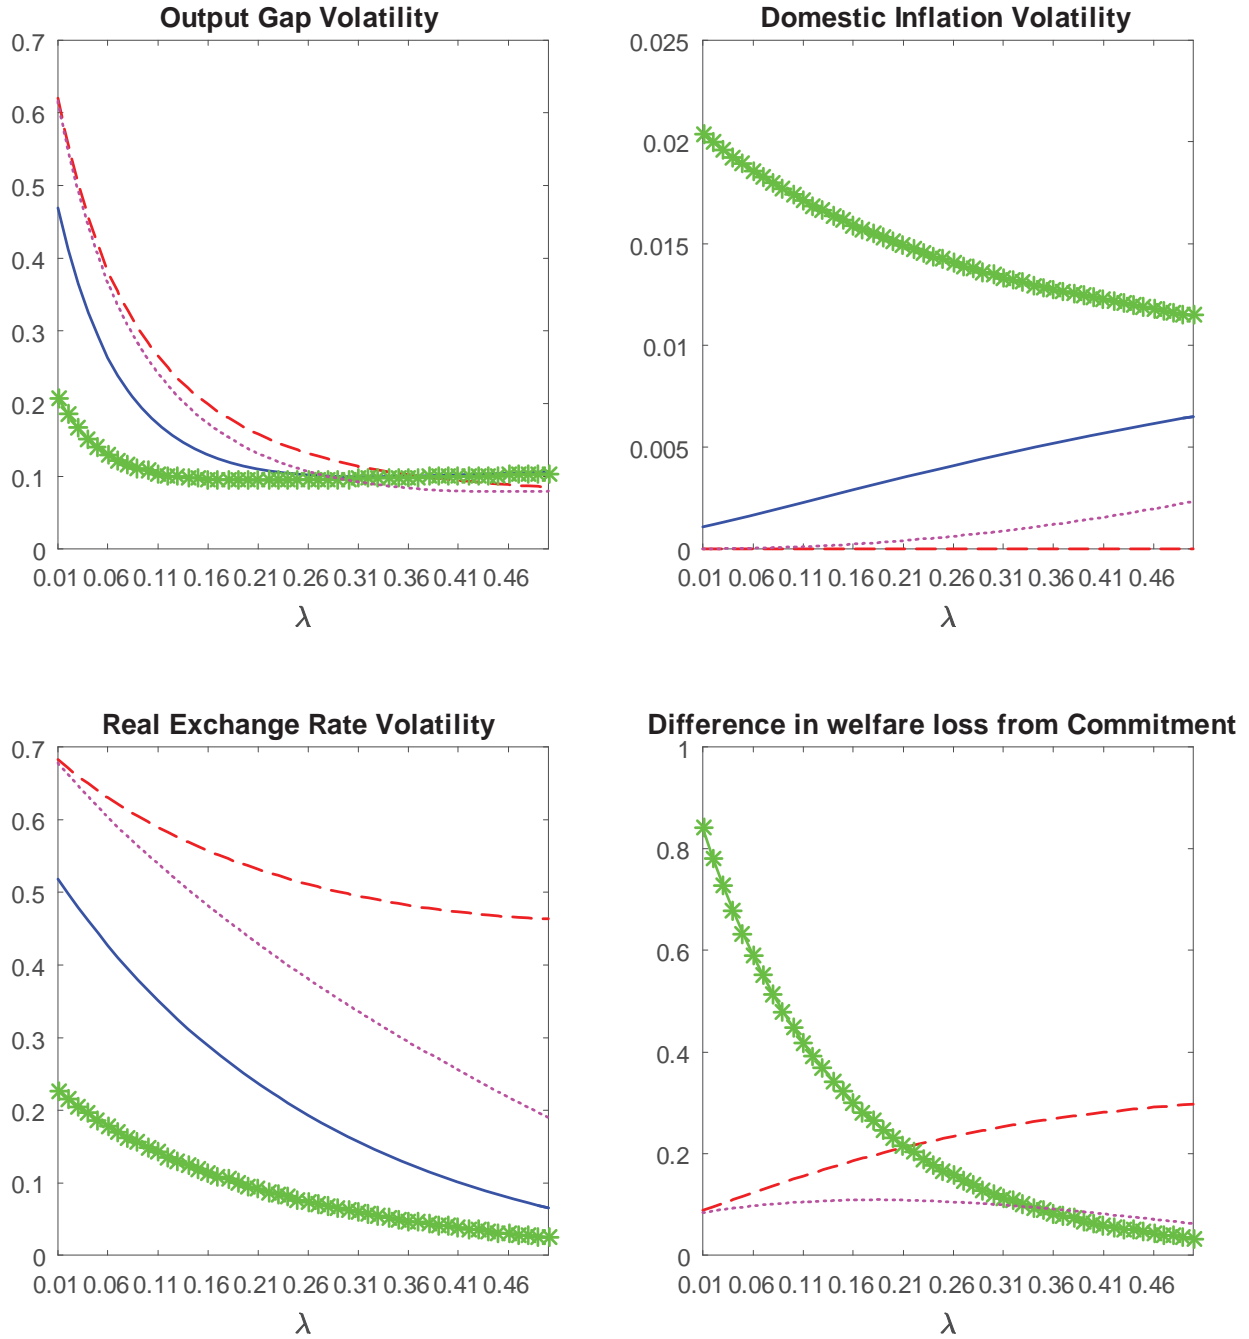 Output Gap Volatility
0.7
0.6
0.5
0.4
0.3
0.2
0.1
0
0.01 0.06 0.11 0.16 0.21 0.26 0.31 0.36 0.41 0.46
λ
Domestic Inflation Volatility
0.025
0.02
0.015
0.01
0.005
0
0.01 0.06 0.11 0.16 0.21 0.26 0.31 0.36 0.41 0.46
λ
Real Exchange Rate Volatility
0.7
0.6
0.5
0.4
0.3
0.2
0.1
0
0.01 0.06 0.11 0.16 0.21 0.26 0.31 0.36 0.41 0.46
λ
Difference in welfare loss from Commitment
1
0.8
0.6
0.4
0.2
0
0.01 0.06 0.11 0.16 0.21 0.26 0.31 0.36 0.41 0.46
λ